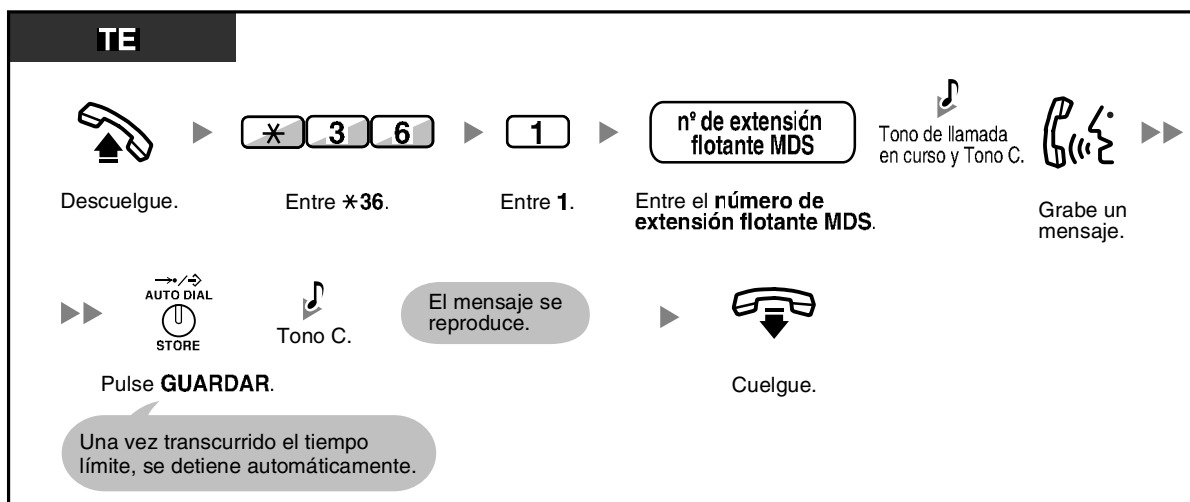 TE
nº de extensión
flotante MDS
Tono de llamada
en curso y Tono C.
* 3 6
1
Descuelgue.
Entre *36.
Entre 1.
Entre el número de
extensión flotante MDS.
Grabe un
mensaje.
AUTO DIAL
STORE
Tono C.
El mensaje se
reproduce.
Pulse GUARDAR.
Cuelgue.
Una vez transcurrido el tiempo
límite, se detiene automáticamente.